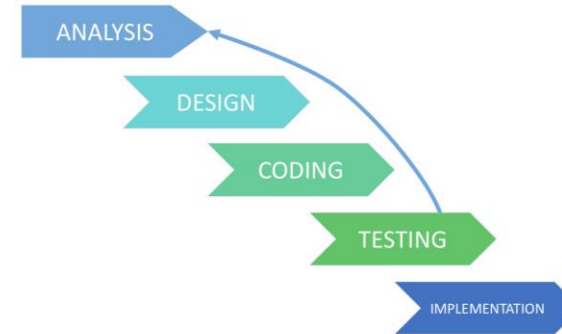 ANALYSIS
DESIGN
CODING
TESTING
IMPLEMENTATION